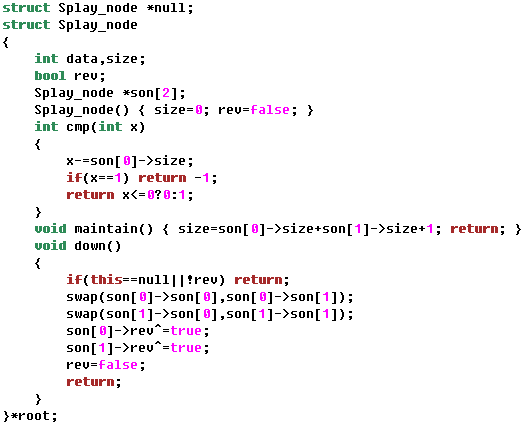 struct Splay_node *null;
struct Splay_node
{
    int data,size;
    bool rev;
    Splay_node *son[2];
    Splay_node() { size=0; rev=false; }
    int cmp(int x)
    {
        x-=son[0]->size;
        if(x==1) return -1;
        return x<=0?0:1;
    }
    void maintain() { size=son[0]->size+son[1]->size+1; return; }
    void down()
    {
        if(this==null||!rev) return;
        swap(son[0]->son[0],son[0]->son[1]);
        swap(son[1]->son[0],son[1]->son[1]);
        son[0]->rev^=true;
        son[1]->rev^=true;
        rev=false;
        return;
    }
}*root;